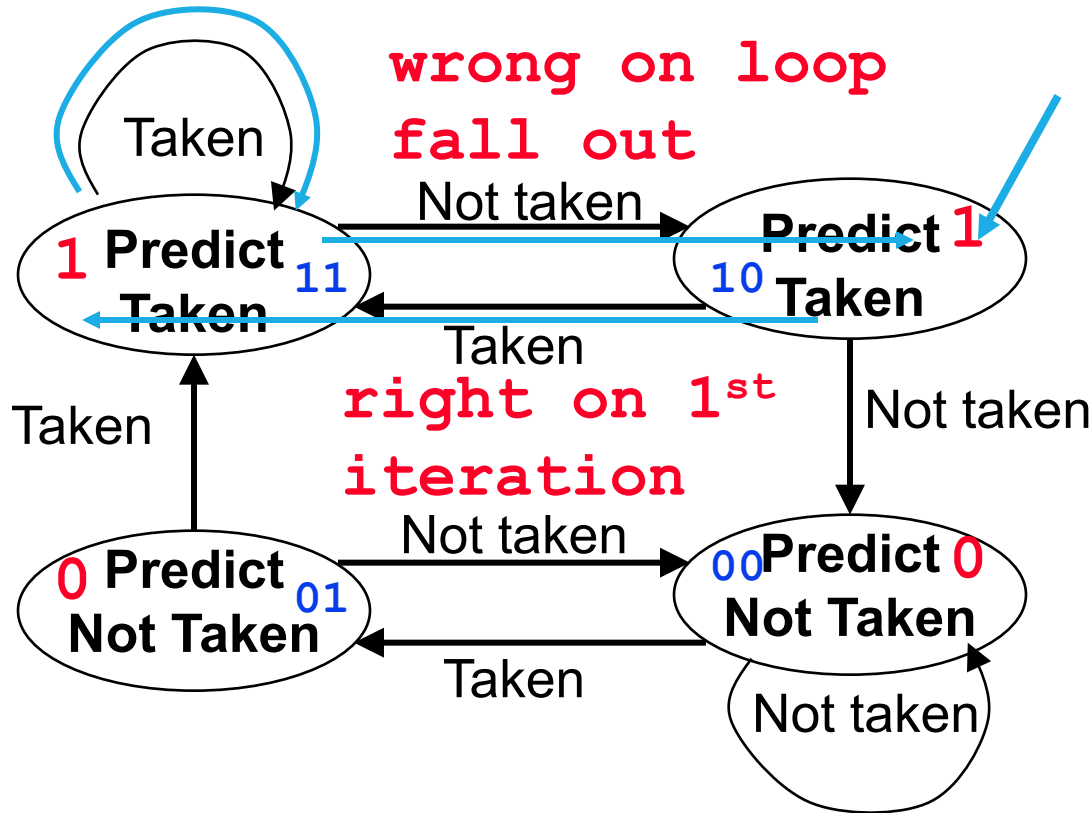 wrong on loop
fall out
Taken
Not taken
1 Predict 11
Taken
Predict 1
10 Taken
Taken
right on 1st
iteration
Taken
Not taken
Not taken
0 Predict 01
Not Taken
00 Predict 0
Not Taken
Taken
Not taken